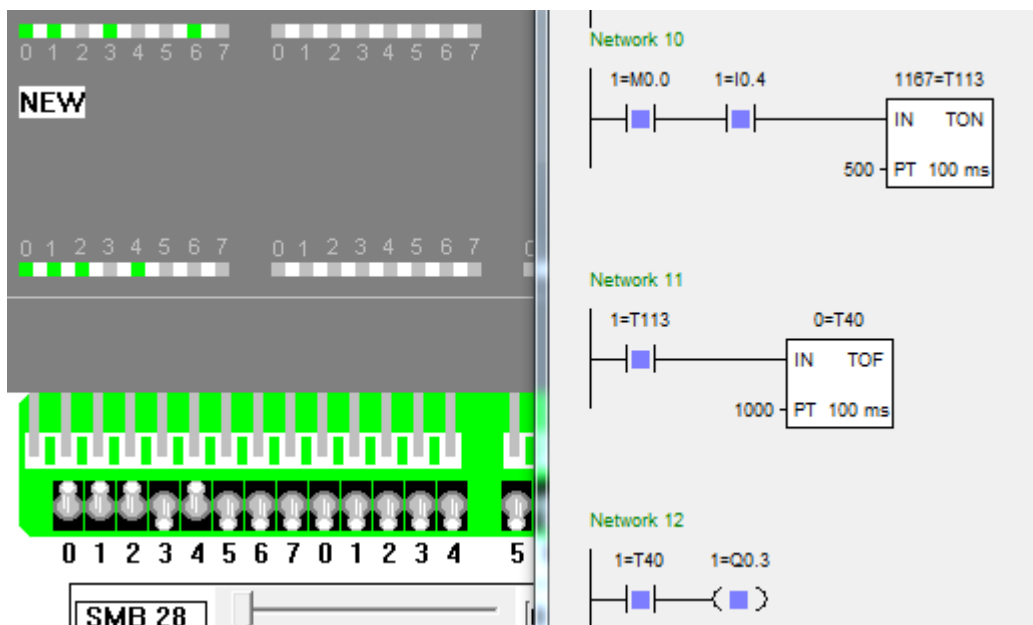 0 1 2 3 4 5 6 7 0 1 2 3 4 5 6 7
NEW
0 1 2 3 4 5 6 7 0 1 2 3 4 5 6 7
0 1 2 3 4 5 6 7 0 1 2 3 4 5
SMB 28
Network 10
1=M0.0 1=I0.4 1167=T113
IN TON
500 PT 100 ms
Network 11
1=T113 0=T40
IN TOF
1000 PT 100 ms
Network 12
1=T40 1=Q0.3